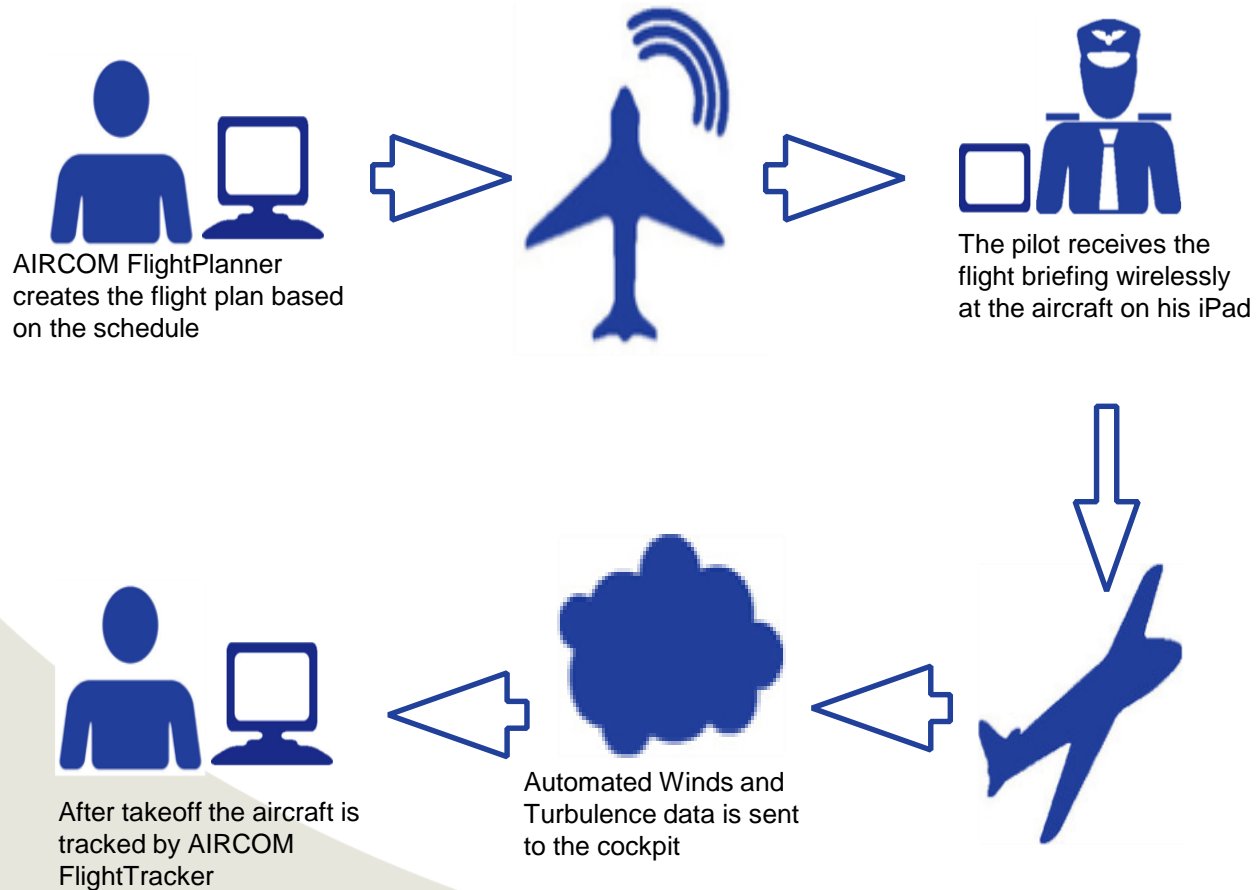 AIRCOM FlightPlanner
creates the flight plan based
on the schedule
The pilot receives the
flight briefing wirelessly
at the aircraft on his iPad
Automated Winds and
Turbulence data is sent
to the cockpit
After takeoff the aircraft is
tracked by AIRCOM
FlightTracker